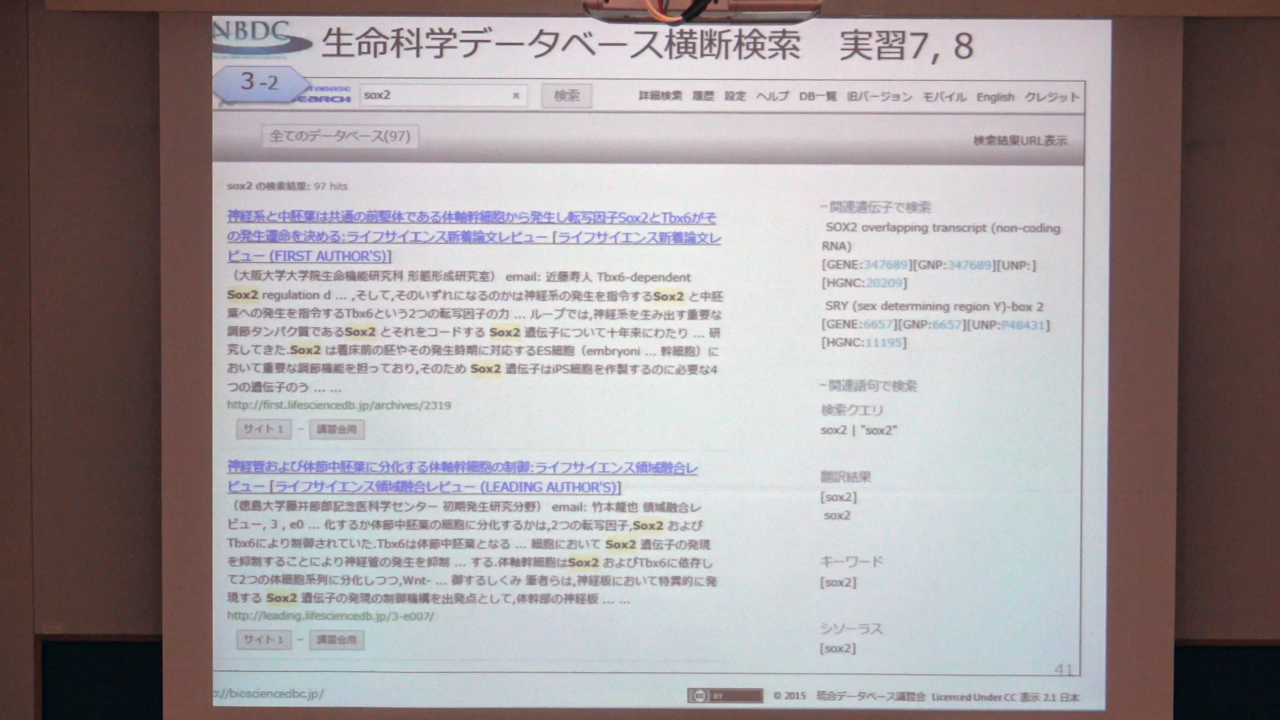 NBDC
生命科学データベース横断検索　実習7, 8
3-2
sox2
×
検索
詳細検索 履歴 設定 ヘルプ DB一覧 旧バージョン モバイル English クレジット
全てのデータベース(97)
検索結果URL表示
sox2 の検索結果: 97 hits
神経系と中胚葉は共通の前駆体である体軸幹細胞から発生し転写因子Sox2とTbx6がそ
の発生運命を決める:ライフサイエンス新着論文レビュー [ライフサイエンス新着論文レ
ビュー (FIRST AUTHOR'S)]
（大阪大学大学院生命機能研究科 形態形成研究室） email: 近藤寿人 Tbx6-dependent
Sox2 regulation d ... ,そして,そのいずれになるのかは神経系の発生を指令するSox2 と中胚
葉への発生を指令するTbx6という2つの転写因子の力 ... ループでは,神経系を生み出す重要な
調節タンパク質であるSox2 とそれをコードする Sox2 遺伝子について十年来にわたり ... 研
究してきた.Sox2 は着床前の胚やその発生時期に対応するES細胞（embryoni ... 幹細胞）に
おいて重要な調節機能を担っており,そのため Sox2 遺伝子はiPS細胞を作製するのに必要な4
つの遺伝子のう ... ...
http://first.lifesciencedb.jp/archives/2319
サイト 1 – 講習会用
神経管および体節中胚葉に分化する体軸幹細胞の制御:ライフサイエンス領域融合レ
ビュー [ライフサイエンス領域融合レビュー (LEADING AUTHOR'S)]
（徳島大学藤井節郎記念医科学センター 初期発生研究分野） email: 竹本龍也 領域融合レ
ビュー, 3 , e0 ... 化するか体節中胚葉の細胞に分化するかは,2つの転写因子,Sox2 および
Tbx6により制御されていた.Tbx6は体節中胚葉となる ... 細胞において Sox2 遺伝子の発現
を抑制することにより神経管の発生を抑制 ... する.体軸幹細胞はSox2 およびTbx6に依存し
て2つの体細胞系列に分化しつつ,Wnt- ... 御するしくみ 筆者らは,神経板において特異的に発
現する Sox2 遺伝子の発現の制御機構を出発点として,体幹部の神経板 ... ...
http://leading.lifesciencedb.jp/3-e007/
サイト 1 – 講習会用
−関連遺伝子で検索
SOX2 overlapping transcript (non-coding
RNA)
[GENE:347689][GNP:347689][UNP:]
[HGNC:20209]
SRY (sex determining region Y)-box 2
[GENE:6657][GNP:6657][UNP:P48431]
[HGNC:11195]
−関連語句で検索
検索クエリ
sox2 | "sox2"
翻訳結果
[sox2]
sox2
キーワード
[sox2]
シソーラス
[sox2]
41
://biosciencedbc.jp/
cc BY
© 2015　統合データベース講習会 Licensed Under CC 表示 2.1 日本